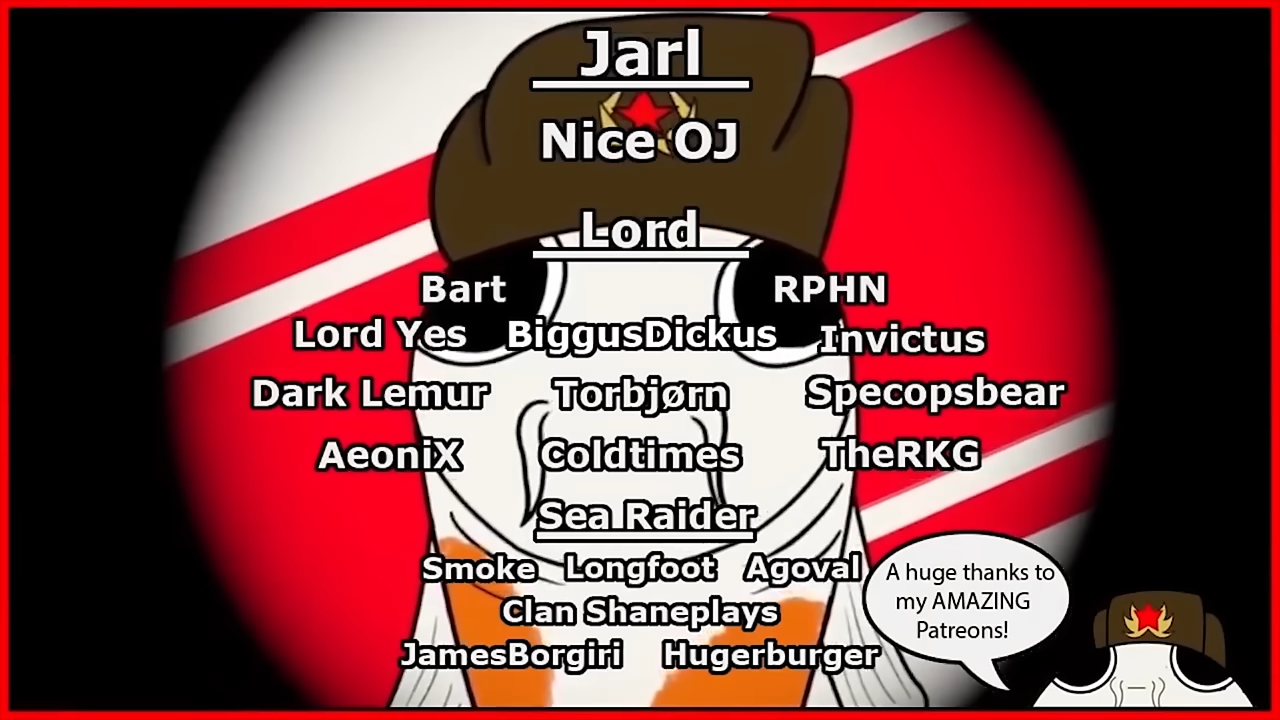 Jarl
Nice OJ
Lord
Bart RPHN
Lord Yes BiggusDickus Invictus
Dark Lemur Torbjørn Specopsbear
AeoniX Coldtimes TheRKG
Sea Raider
Smoke Longfoot Agoval
Clan Shaneplays
JamesBorgiri Hugerburger
A huge thanks to
my AMAZING
Patreons!